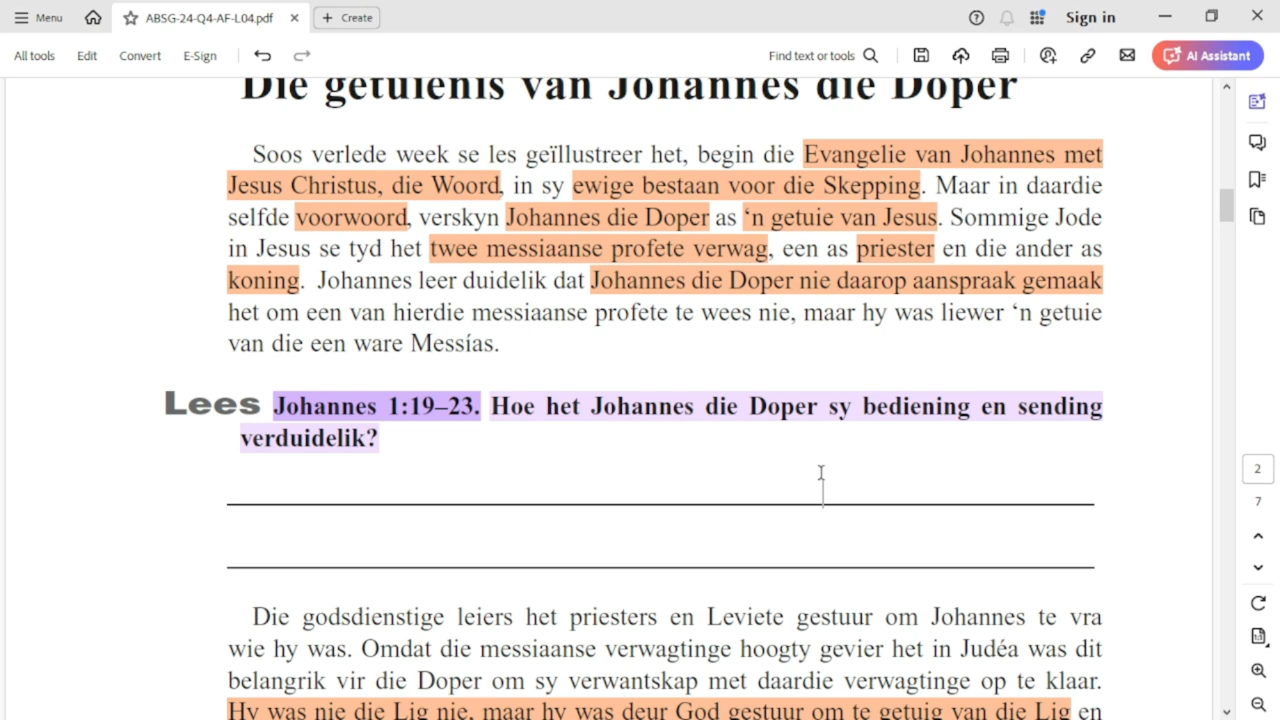 Menu
ABSG-24-Q4-AF-L04.pdf
Create
Sign in
All tools
Edit
Convert
E-Sign
Find text or tools
AI Assistant
Die getuienis van Johannes die Doper
Soos verlede week se les geïllustreer het, begin die Evangelie van Johannes met
Jesus Christus, die Woord, in sy ewige bestaan voor die Skepping. Maar in daardie
selfde voorwoord, verskyn Johannes die Doper as ‘n getuie van Jesus. Sommige Jode
in Jesus se tyd het twee messiaanse profete verwag, een as priester en die ander as
koning. Johannes leer duidelik dat Johannes die Doper nie daarop aanspraak gemaak
het om een van hierdie messiaanse profete te wees nie, maar hy was liewer ‘n getuie
van die een ware Messías.
Lees Johannes 1:19–23. Hoe het Johannes die Doper sy bediening en sending
verduidelik?
Die godsdienstige leiers het priesters en Leviete gestuur om Johannes te vra
wie hy was. Omdat die messiaanse verwagtinge hoogty gevier het in Judéa was dit
belangrik vir die Doper om sy verwantskap met daardie verwagtinge op te klaar.
Hy was nie die Lig nie, maar hy was deur God gestuur om te getuig van die Lig en
2
7